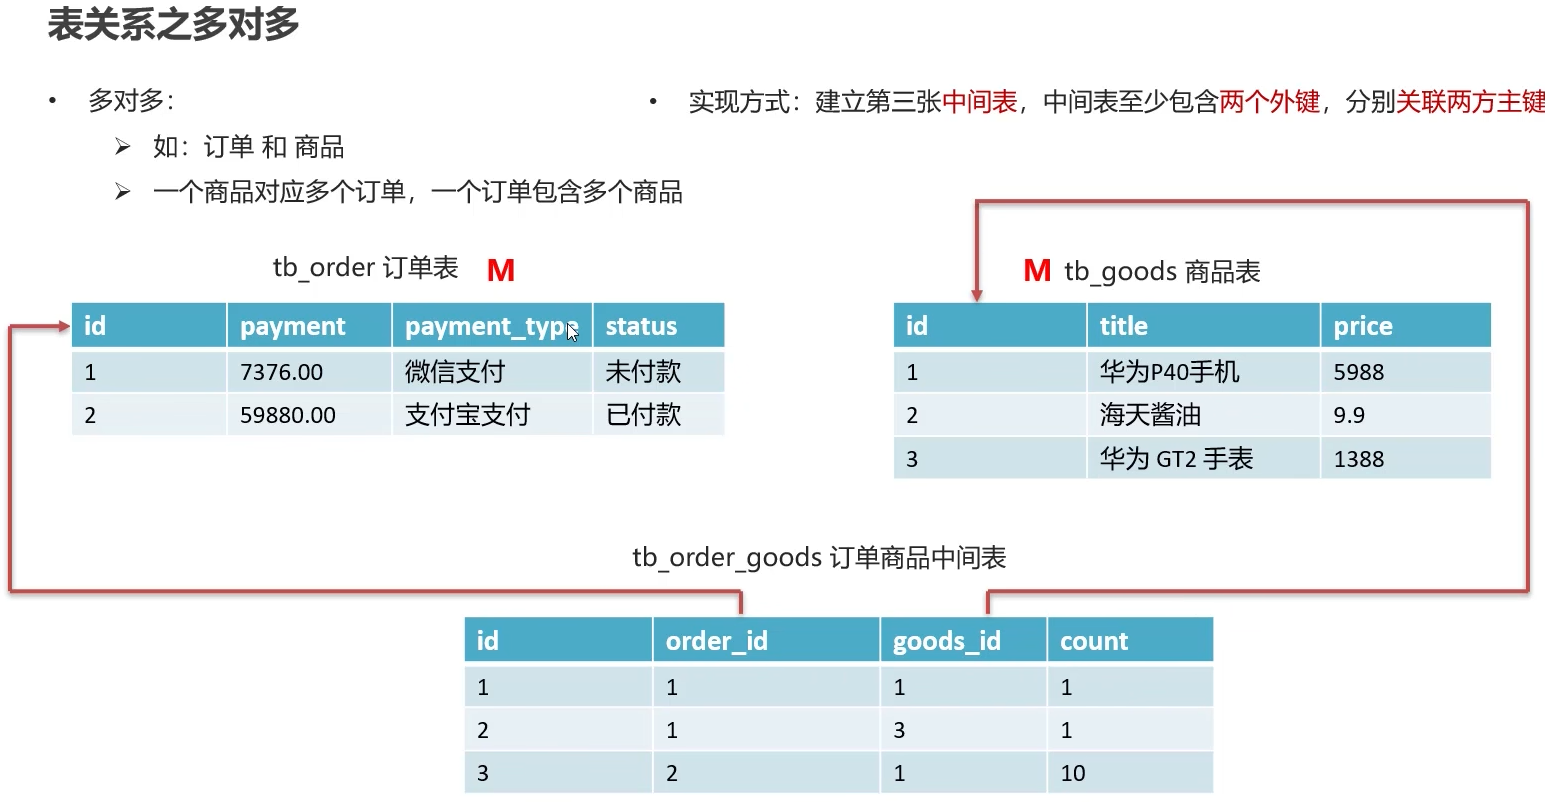 表关系之多对多
• 多对多：
➢ 如：订单 和 商品
➢ 一个商品对应多个订单，一个订单包含多个商品
• 实现方式：建立第三张中间表，中间表至少包含两个外键，分别关联两方主键
tb_order 订单表 M
id payment payment_type status
1 7376.00 微信支付 未付款
2 59880.00 支付宝支付 已付款
M tb_goods 商品表
id title price
1 华为P40手机 5988
2 海天酱油 9.9
3 华为 GT2 手表 1388
tb_order_goods 订单商品中间表
id order_id goods_id count
1 1 1 1
2 1 3 1
3 2 1 10